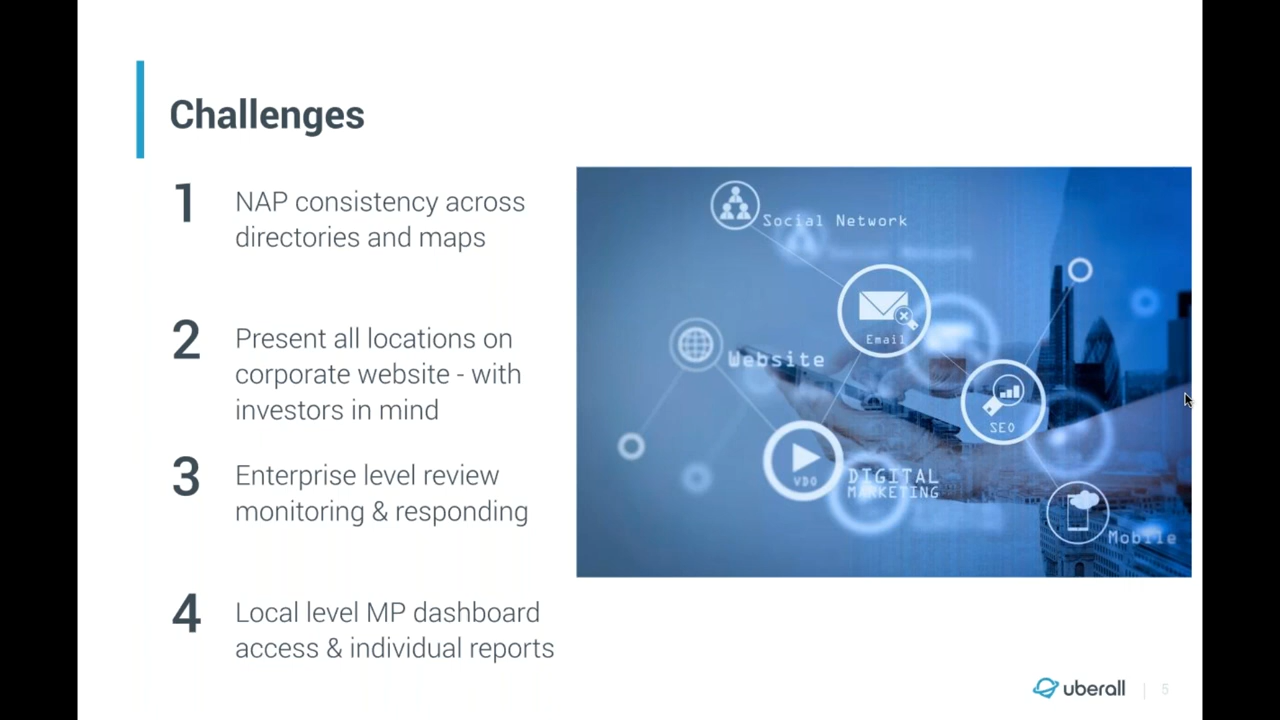 Challenges
1
NAP consistency across
directories and maps
2
Present all locations on
corporate website - with
investors in mind
3
Enterprise level review
monitoring & responding
4
Local level MP dashboard
access & individual reports
Social Network
Email
Website
SEO
VDO
DIGITAL
MARKETING
Mobile
uberall
5